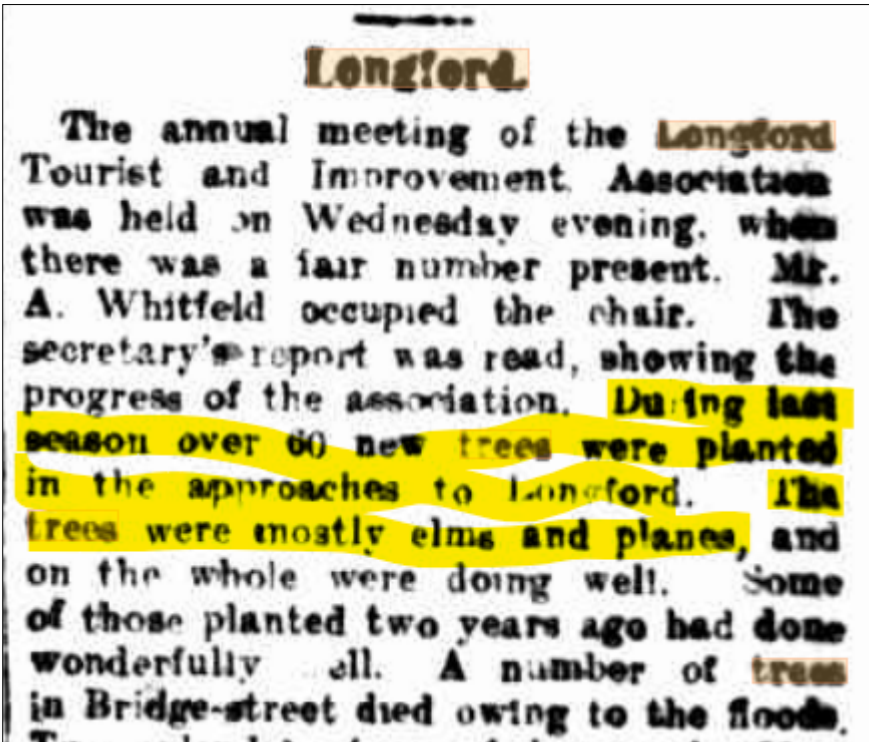 Longford.
The annual meeting of the Longford
Tourist and Improvement Association
was held on Wednesday evening, when
there was a fair number present. Mr.
A. Whitfeld occupied the chair. The
secretary's report was read, showing the
progress of the association. During last
season over 60 new trees were planted
in the approaches to Longford. The
trees were mostly elms and planes, and
on the whole were doing well. Some
of those planted two years ago had done
wonderfully A number of trees
in Bridge-street died owing to the floods.